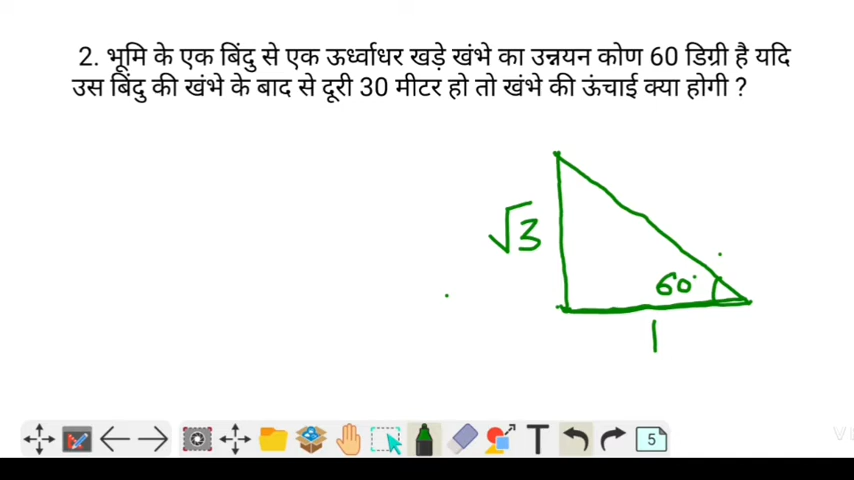 2. भूमि के एक बिंदु से एक ऊर्ध्वाधर खड़े खंभे का उन्नयन कोण 60 डिग्री है यदि
उस बिंदु की खंभे के बाद से दूरी 30 मीटर हो तो खंभे की ऊंचाई क्या होगी ?
√3
60°
1
T
5